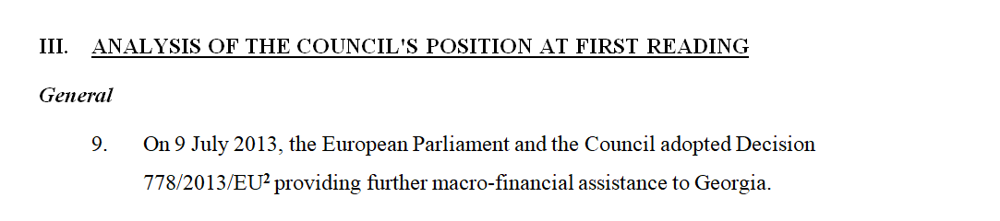 III. ANALYSIS OF THE COUNCIL'S POSITION AT FIRST READING
General
9. On 9 July 2013, the European Parliament and the Council adopted Decision
778/2013/EU² providing further macro-financial assistance to Georgia.